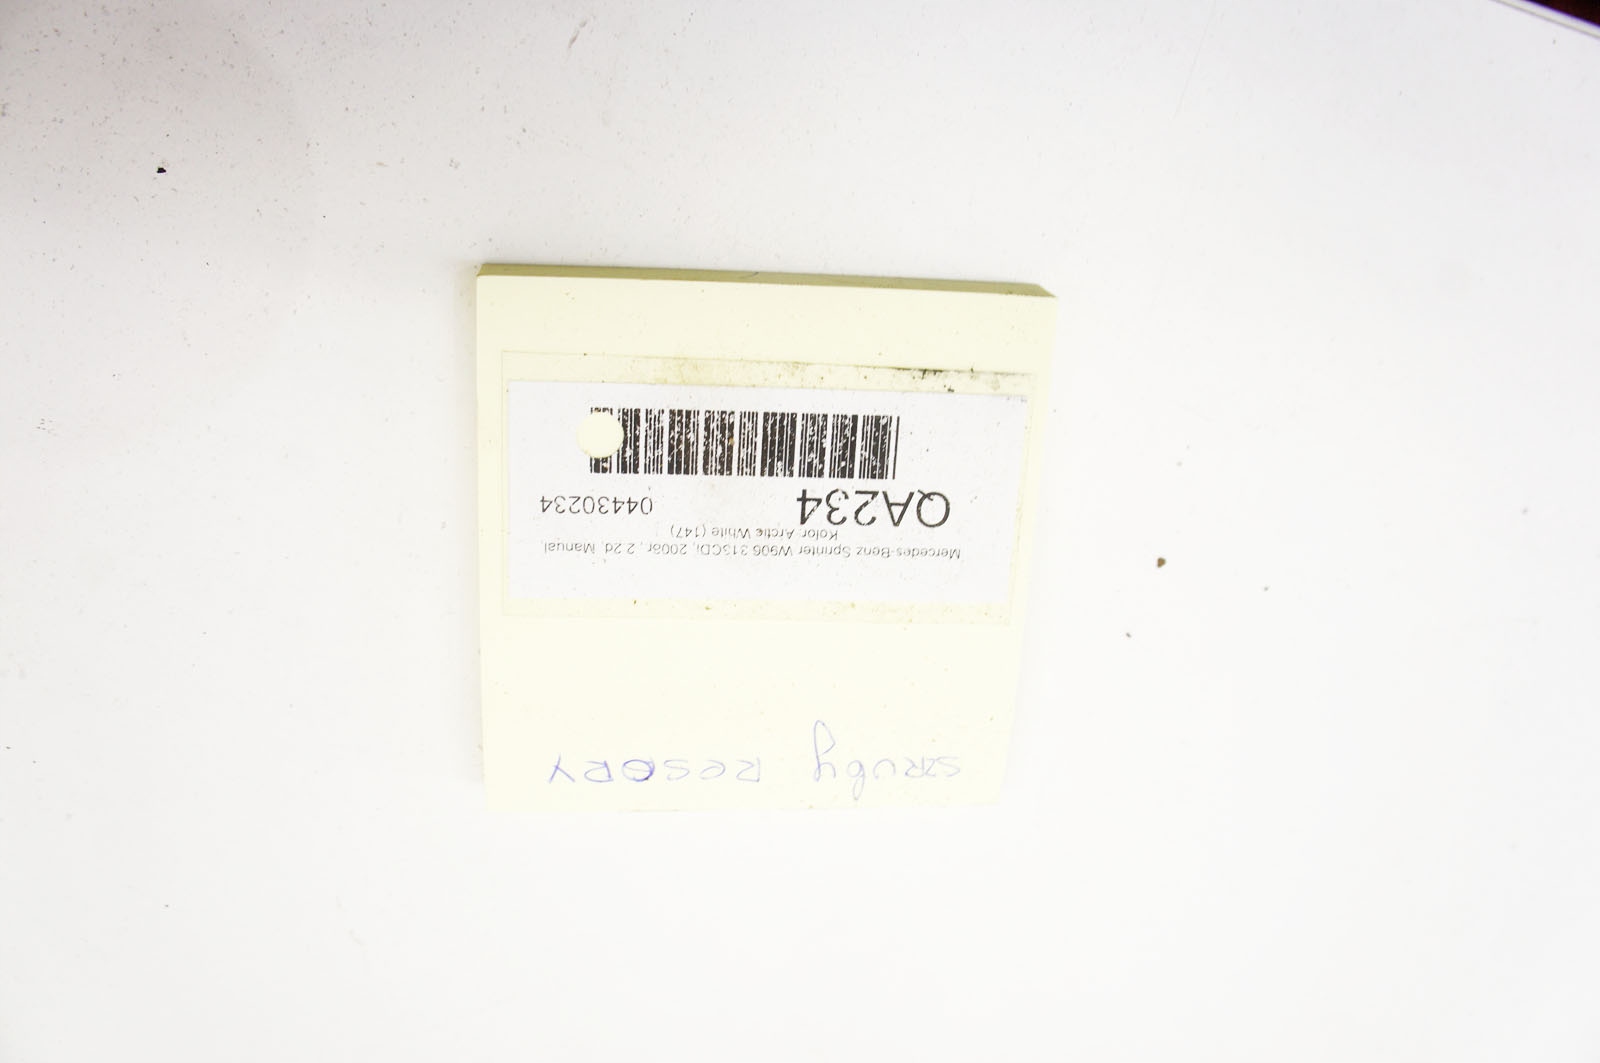 SZRUBY RESORY
Mercedes-Benz Sprinter W906 313CDi, 2008r., 2.2d, Manual,
Kolor: Arctic White (147)
QA234 04430234